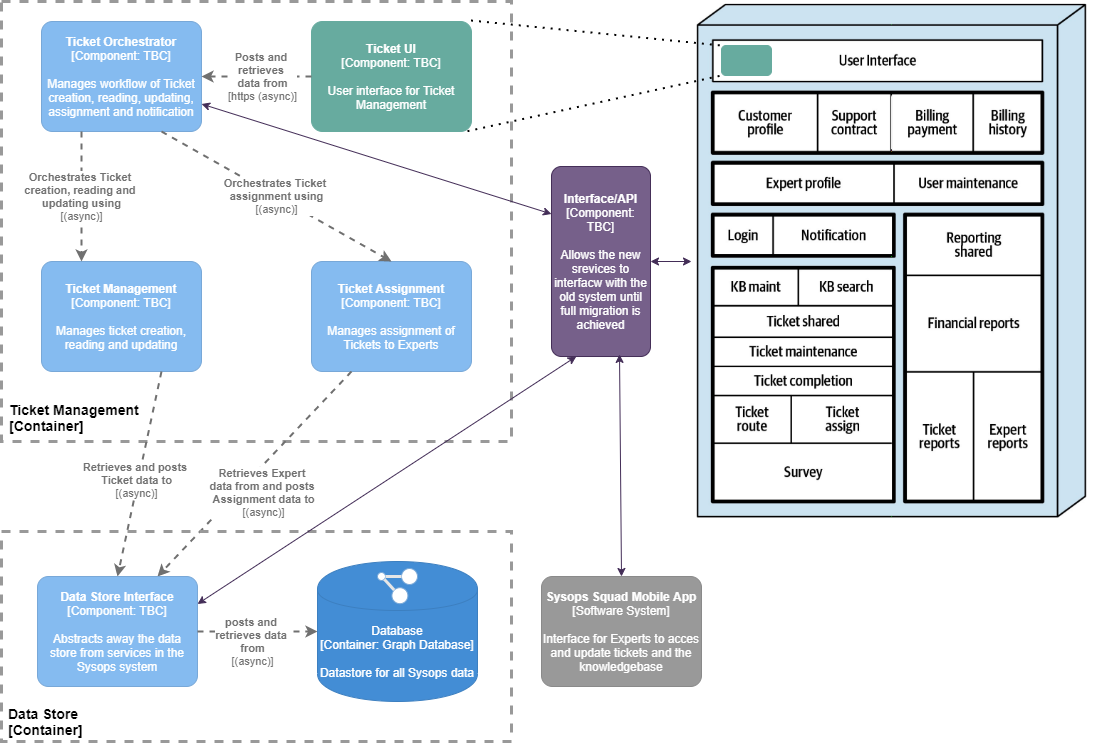 Ticket Orchestrator
[Component: TBC]
Manages workflow of Ticket
creation, reading, updating,
assignment and notification
Posts and
retrieves
data from
[https (async)]
Ticket UI
[Component: TBC]
User interface for Ticket
Management
Orchestrates Ticket
creation, reading and
updating using
[(async)]
Orchestrates Ticket
assignment using
[(async)]
Ticket Management
[Component: TBC]
Manages ticket creation,
reading and updating
Ticket Assignment
[Component: TBC]
Manages assignment of
Tickets to Experts
Ticket Management
[Container]
Retrieves and posts
Ticket data to
[(async)]
Retrieves Expert
data from and posts
Assignment data to
[(async)]
Data Store Interface
[Component: TBC]
Abstracts away the data
store from services in the
Sysops system
posts and
retrieves data
from
[(async)]
Database
[Container: Graph Database]
Datastore for all Sysops data
Data Store
[Container]
Interface/API
[Component:
TBC]
Allows the new
srevices to
interfacw with the
old system until
full migration is
achieved
Sysops Squad Mobile App
[Software System]
Interface for Experts to acces
and update tickets and the
knowledgebase
User Interface
Customer
profile
Support
contract
Billing
payment
Billing
history
Expert profile
User maintenance
Login
Notification
KB maint
KB search
Ticket shared
Ticket maintenance
Ticket completion
Ticket
route
Ticket
assign
Survey
Reporting
shared
Financial reports
Ticket
reports
Expert
reports